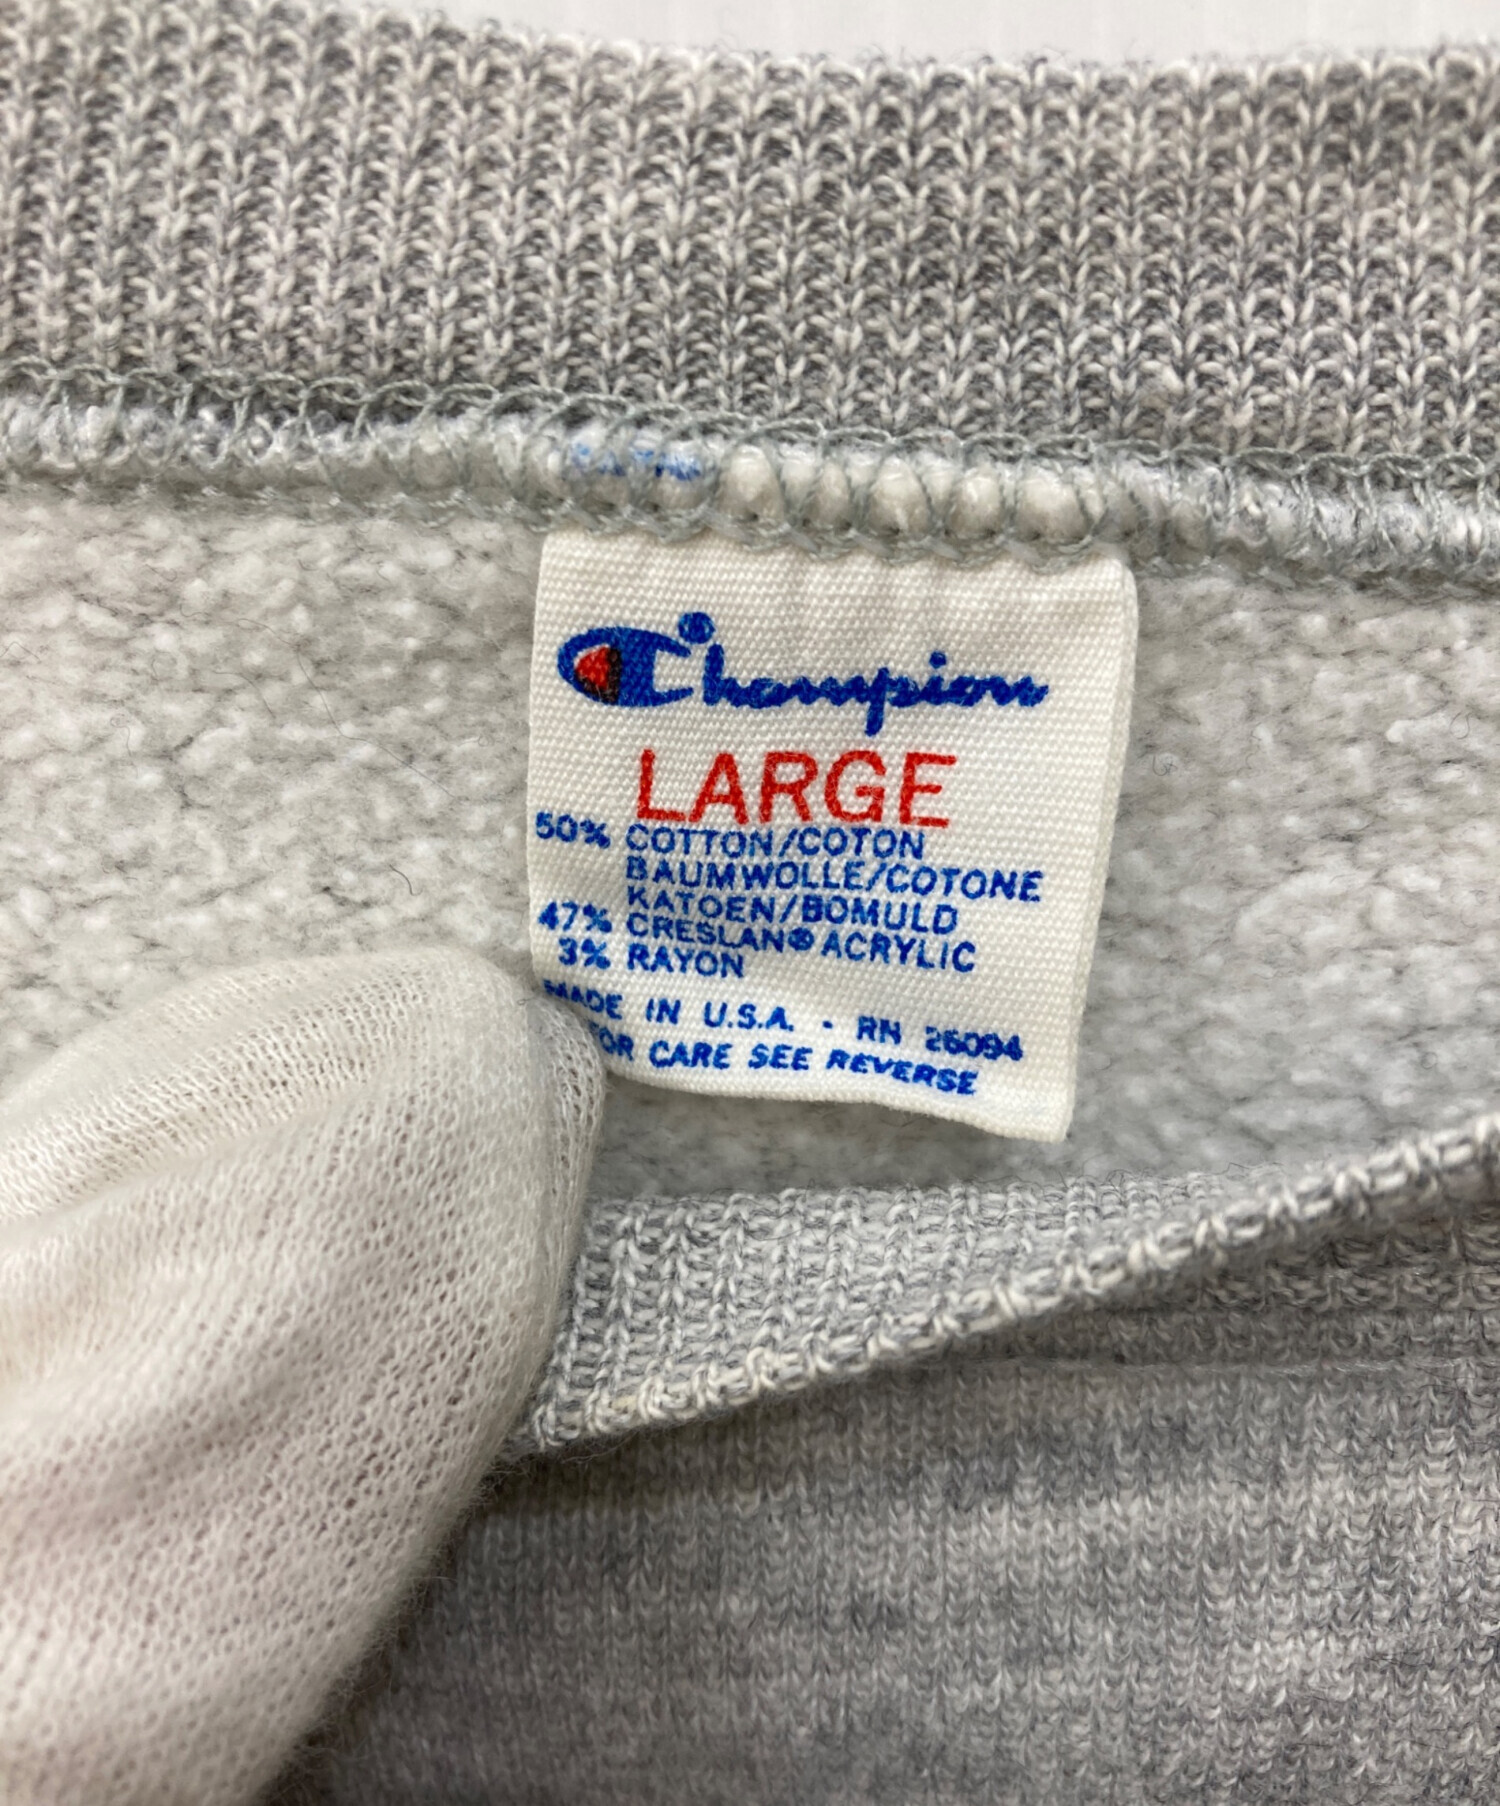 Champion
LARGE
50% COTTON/COTON
BAUMWOLLE/COTONE
KATOEN/BOMULD
47% CRESLAN® ACRYLIC
3% RAYON
MADE IN U.S.A. - RN 26094
FOR CARE SEE REVERSE